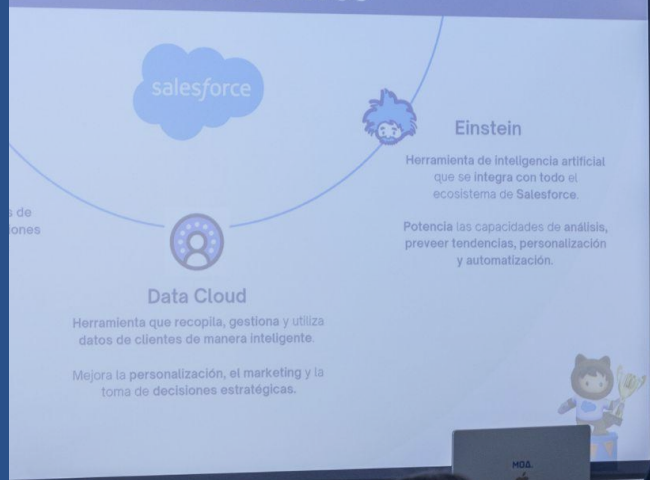 salesforce
s de
iones
Data Cloud
Herramienta que recopila, gestiona y utiliza
datos de clientes de manera inteligente.
Mejora la personalización, el marketing y la
toma de decisiones estratégicas.
Einstein
Herramienta de inteligencia artificial
que se integra con todo el
ecosistema de Salesforce.
Potencia las capacidades de análisis,
preveer tendencias, personalización
y automatización.
MOA.